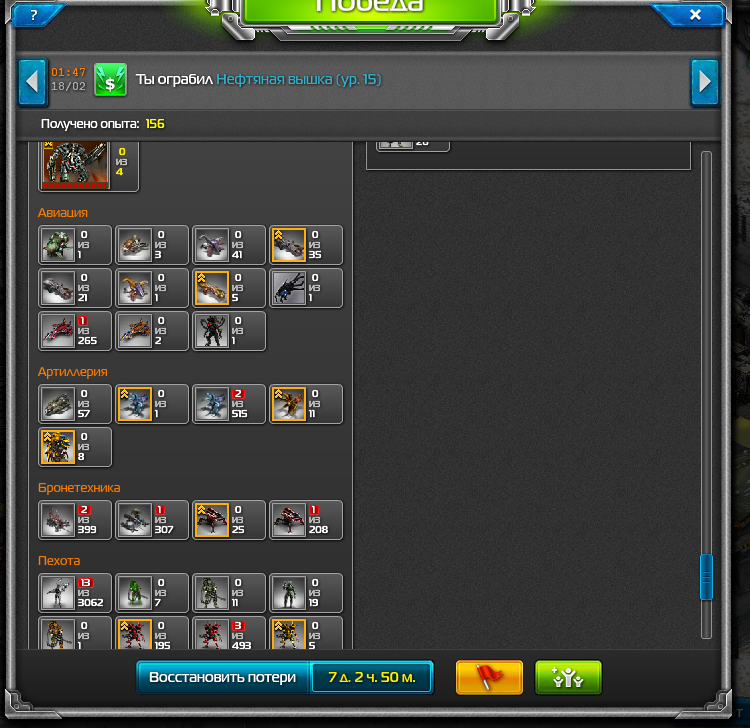 ?
Победа
01:47
18/02
$
Ты ограбил Нефтяная вышка (ур. 15)
Получено опыта: 156
0 из 4
Авиация
0 из 1
0 из 3
0 из 41
0 из 35
0 из 21
0 из 1
0 из 5
0 из 1
1 из 265
0 из 2
0 из 1
Артиллерия
0 из 57
0 из 1
2 из 515
0 из 11
0 из 8
Бронетехника
2 из 399
1 из 307
0 из 25
1 из 208
Пехота
13 из 3062
0 из 7
0 из 11
0 из 19
0 из 1
0 из 195
3 из 493
0 из 5
Восстановить потери
7 д. 2 ч. 50 м.